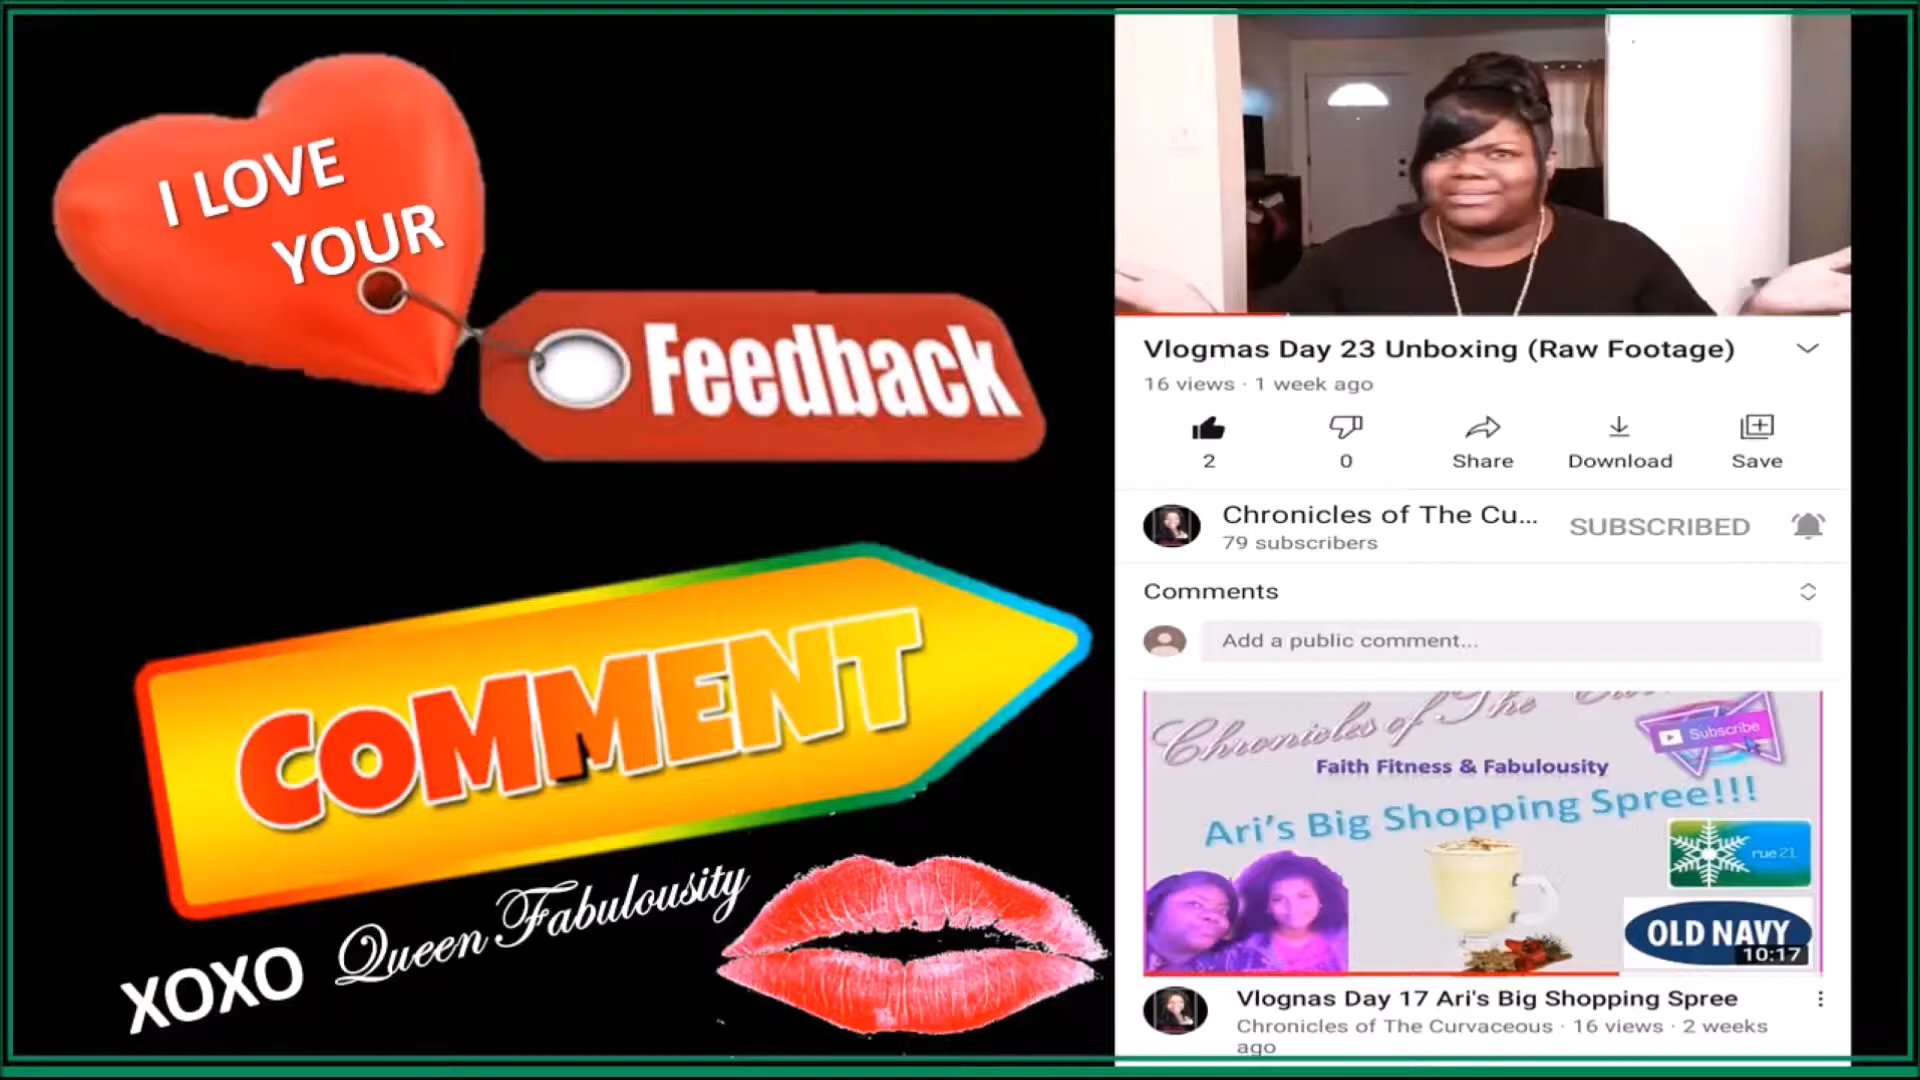 I LOVE
YOUR
Feedback
COMMENT
XOXO Queen Fabulousity
Vlogmas Day 23 Unboxing (Raw Footage)
16 views · 1 week ago
2
0
Share
Download
Save
Chronicles of The Cu...
79 subscribers
SUBSCRIBED
Comments
Add a public comment...
Chronicles of The
Subscribe
Faith Fitness & Fabulousity
Ari's Big Shopping Spree!!!
rue21
OLD NAVY
10:17
Vlognas Day 17 Ari's Big Shopping Spree
Chronicles of The Curvaceous · 16 views · 2 weeks
ago